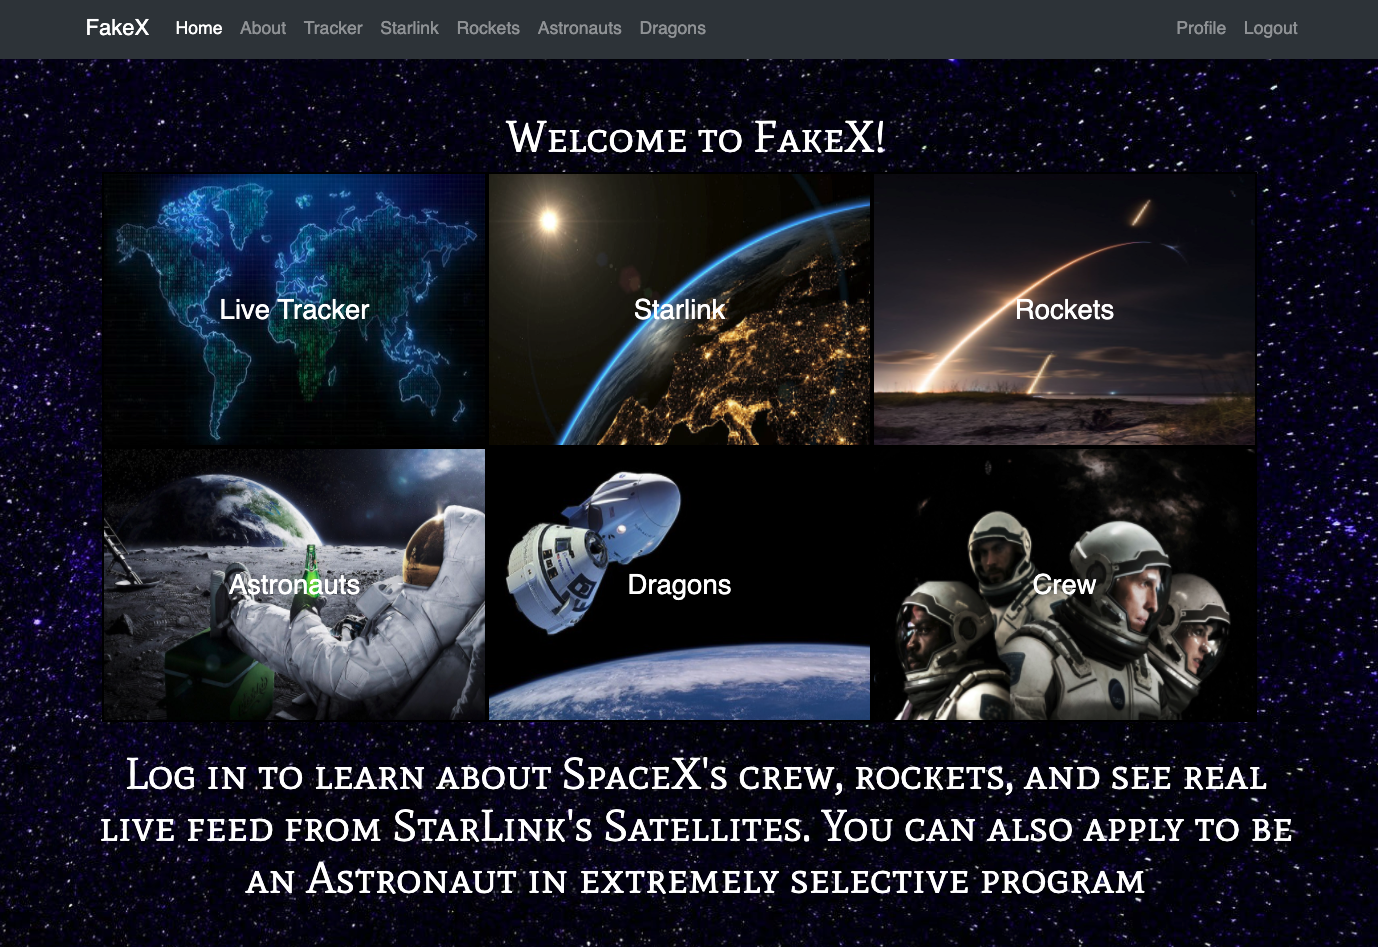 FakeX Home About Tracker Starlink Rockets Astronauts Dragons Profile Logout
Welcome to FakeX!
Live Tracker
Starlink
Rockets
Astronauts
Dragons
Crew
Log in to learn about SpaceX's crew, rockets, and see real
live feed from StarLink's Satellites. You can also apply to be
an Astronaut in extremely selective program